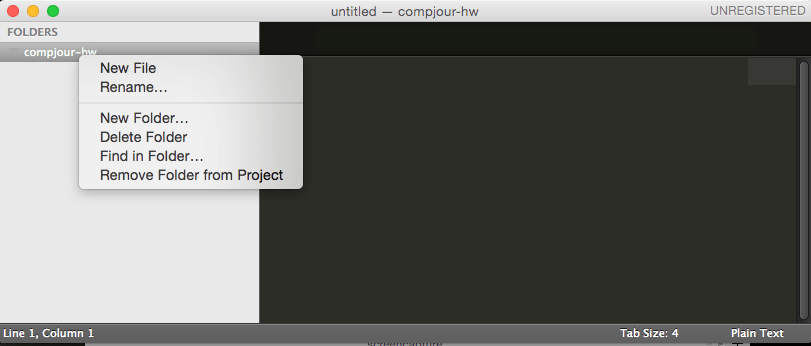 untitled — compjour-hw
UNREGISTERED
FOLDERS
compjour-hw
New File
Rename...
New Folder...
Delete Folder
Find in Folder...
Remove Folder from Project
Line 1, Column 1
Tab Size: 4
Plain Text
screencapture